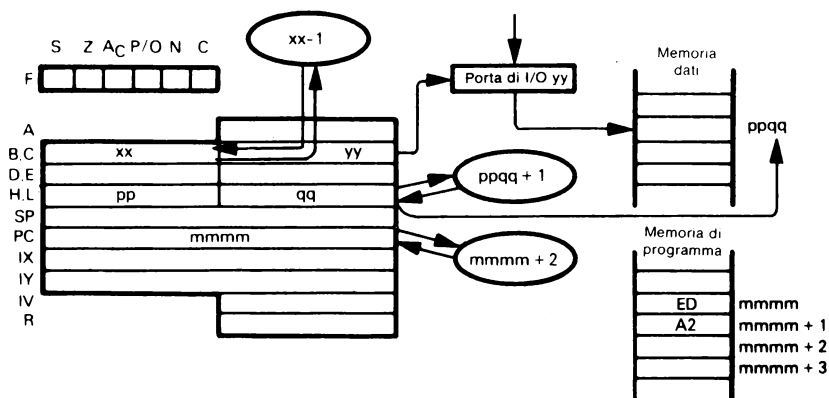 xx-1
S Z AC P/O N C
F
Porta di I/O yy
Memoria
dati
ppqq
A
B.C xx yy
D.E
H.L pp qq
ppqq + 1
SP
PC mmmm
mmmm + 2
IX
IY
IV
R
Memoria di
programma
ED mmmm
A2 mmmm + 1
mmmm + 2
mmmm + 3